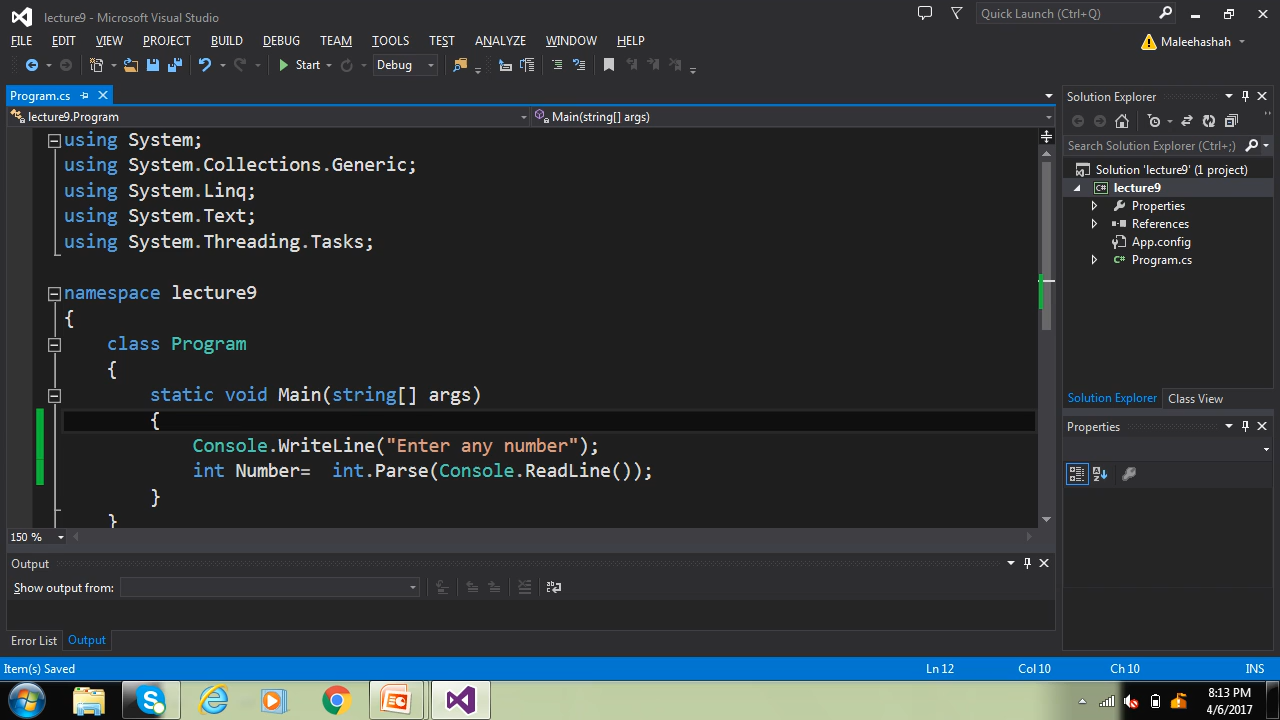 lecture9 - Microsoft Visual Studio
Quick Launch (Ctrl+Q)
FILE EDIT VIEW PROJECT BUILD DEBUG TEAM TOOLS TEST ANALYZE WINDOW HELP
Maleehashah
Start Debug
Program.cs
lecture9.Program
Main(string[] args)
using System;
using System.Collections.Generic;
using System.Linq;
using System.Text;
using System.Threading.Tasks;
namespace lecture9
{
class Program
{
static void Main(string[] args)
{
Console.WriteLine("Enter any number");
int Number=  int.Parse(Console.ReadLine());
}
}
150 %
Solution Explorer
Search Solution Explorer (Ctrl+;)
Solution 'lecture9' (1 project)
C# lecture9
Properties
References
App.config
C# Program.cs
Solution Explorer Class View
Properties
Output
Show output from:
Error List Output
Item(s) Saved
Ln 12 Col 10 Ch 10 INS
8:13 PM
4/6/2017